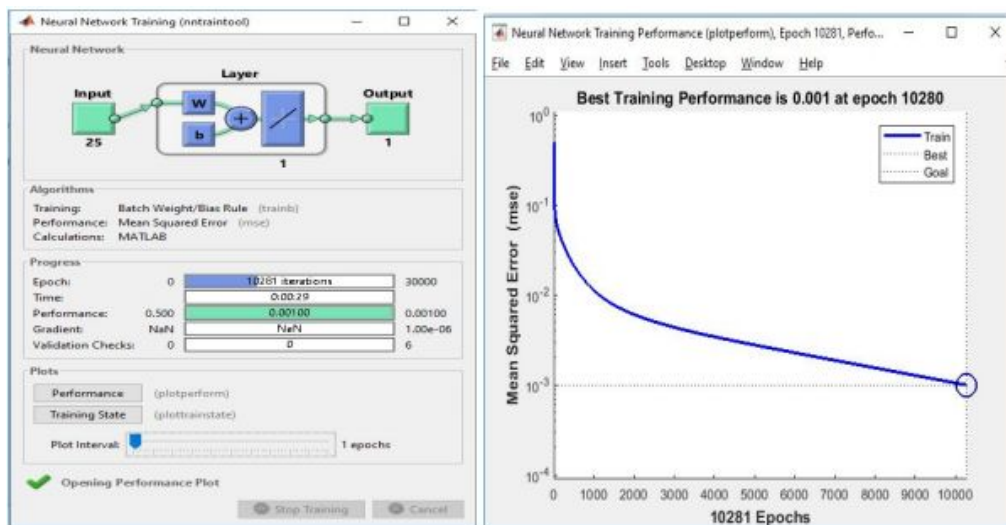 Neural Network Training (nntraintool)
Neural Network
Layer
Input
Output
W
b
+
25
1
1
Algorithms
Training: Batch Weight/Bias Rule (trainb)
Performance: Mean Squared Error (mse)
Calculations: MATLAB
Progress
Epoch: 0 10281 iterations 30000
Time: 0:00:29
Performance: 0.500 0.00100 0.00100
Gradient: NaN NaN 1.00e-06
Validation Checks: 0 0 6
Plots
Performance (plotperform)
Training State (plottrainstate)
Plot Interval: 1 epochs
Opening Performance Plot
Stop Training Cancel
Neural Network Training Performance (plotperform), Epoch 10281, Perfo...
File Edit View Insert Tools Desktop Window Help
Best Training Performance is 0.001 at epoch 10280
Mean Squared Error (mse)
10^0
10^-1
10^-2
10^-3
10^-4
Train
Best
Goal
0 1000 2000 3000 4000 5000 6000 7000 8000 9000 10000
10281 Epochs